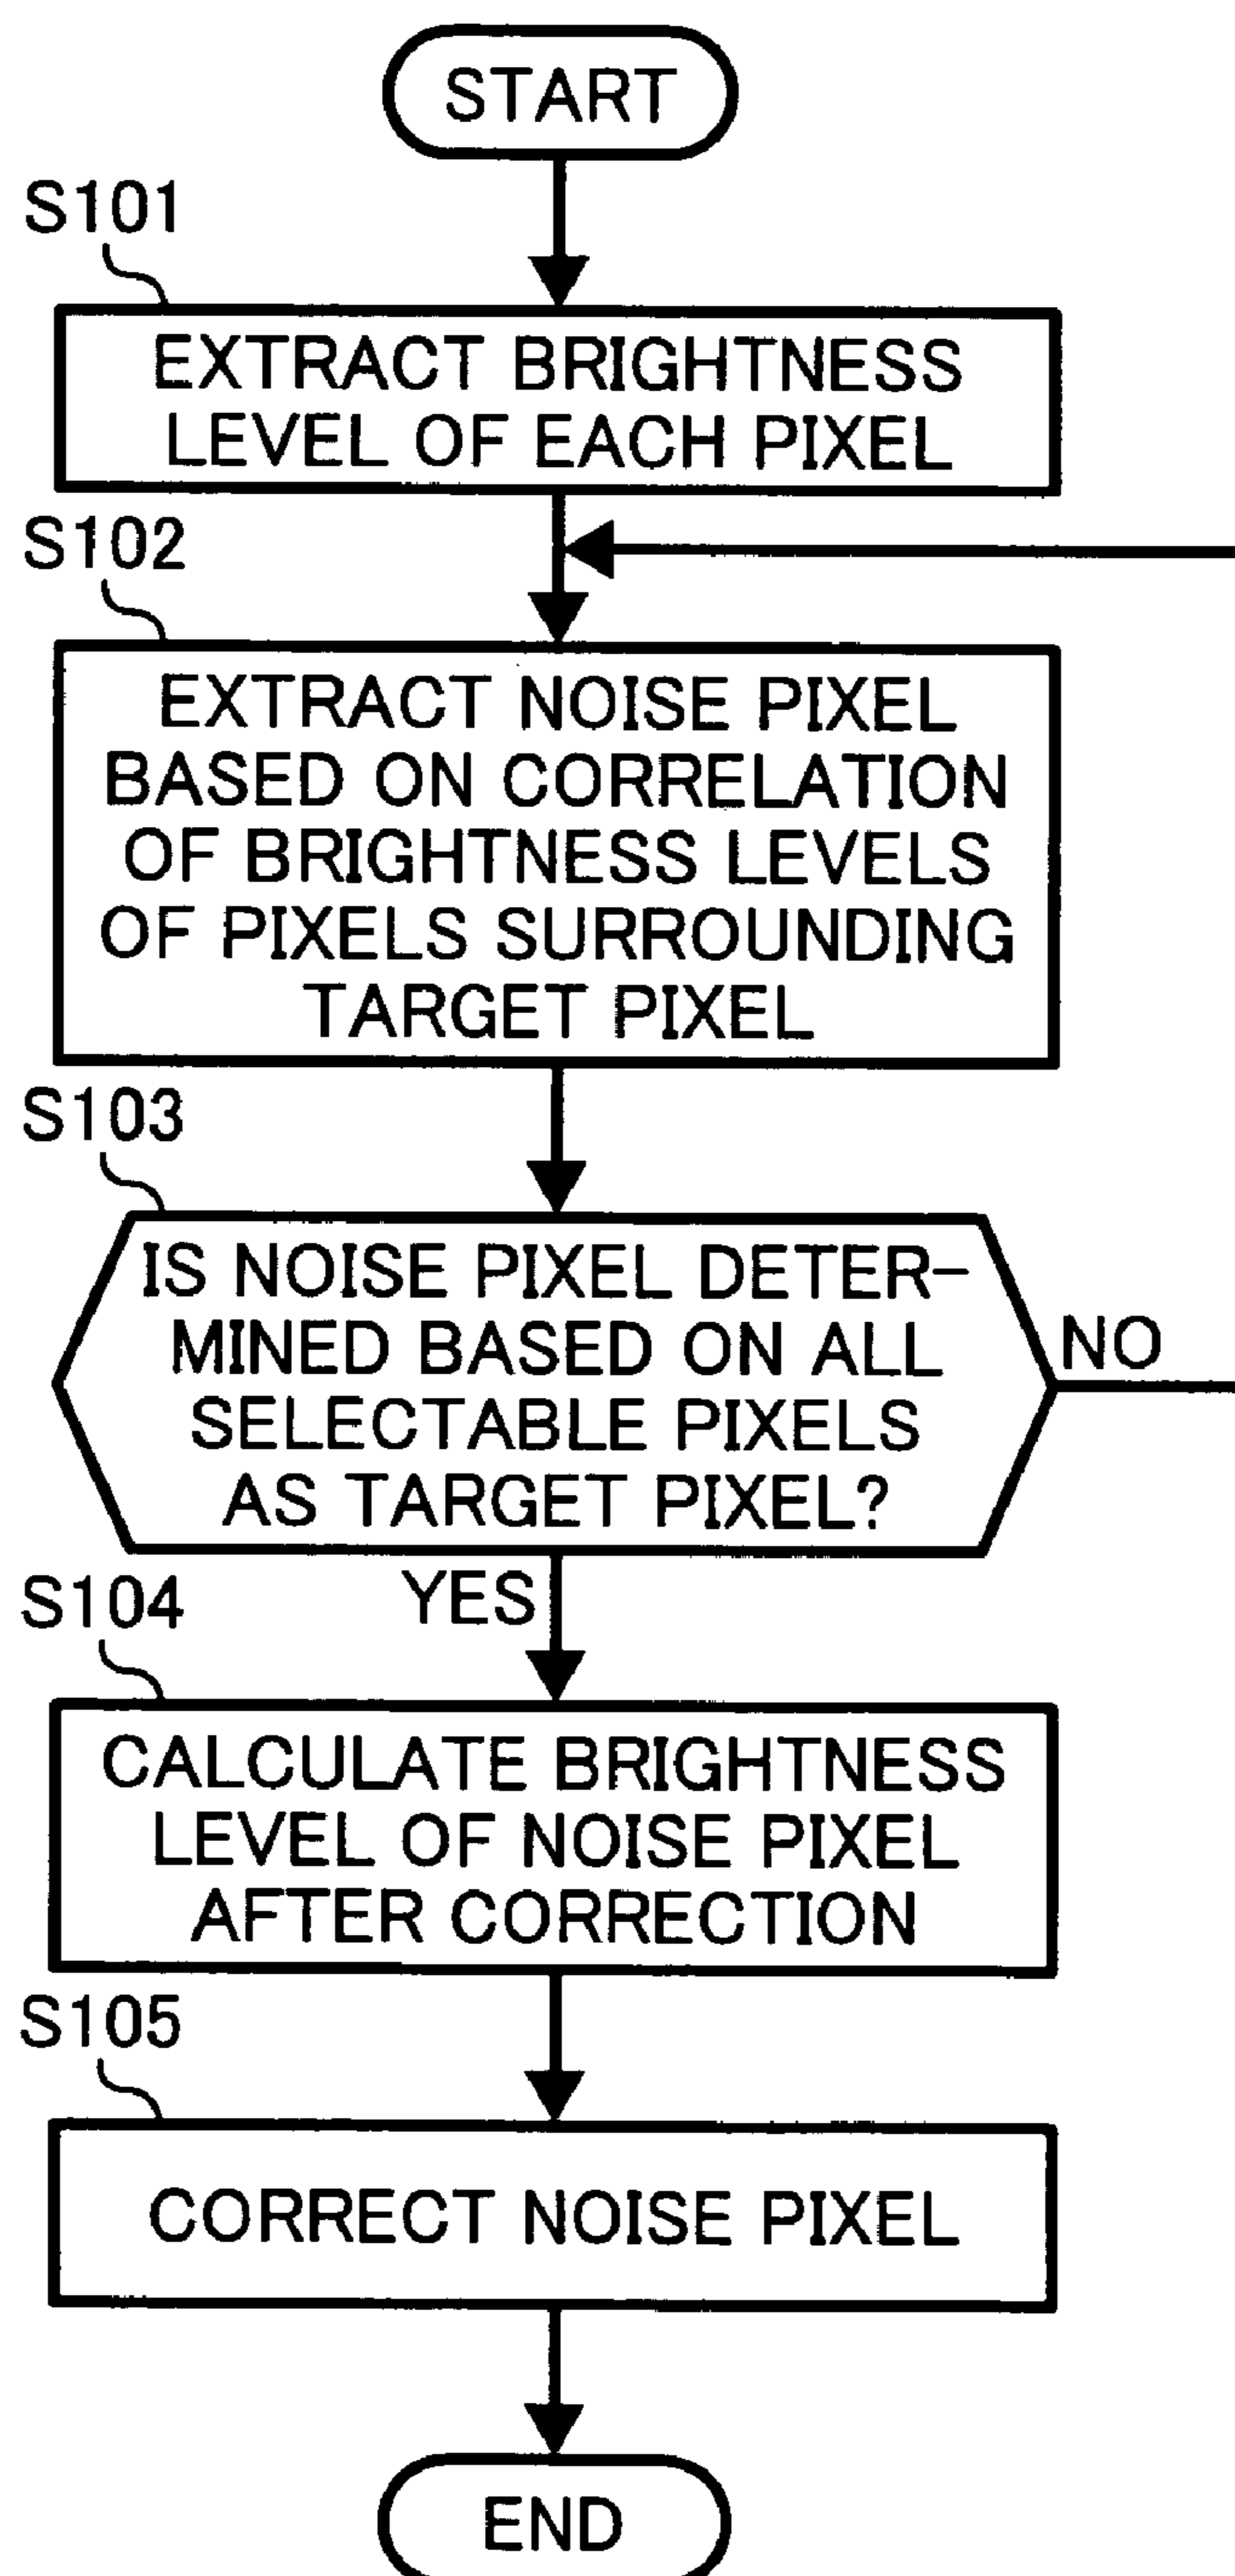 START
S101
EXTRACT BRIGHTNESS
LEVEL OF EACH PIXEL
S102
EXTRACT NOISE PIXEL
BASED ON CORRELATION
OF BRIGHTNESS LEVELS
OF PIXELS SURROUNDING
TARGET PIXEL
S103
IS NOISE PIXEL DETER-
MINED BASED ON ALL
SELECTABLE PIXELS
AS TARGET PIXEL?
NO
YES
S104
CALCULATE BRIGHTNESS
LEVEL OF NOISE PIXEL
AFTER CORRECTION
S105
CORRECT NOISE PIXEL
END